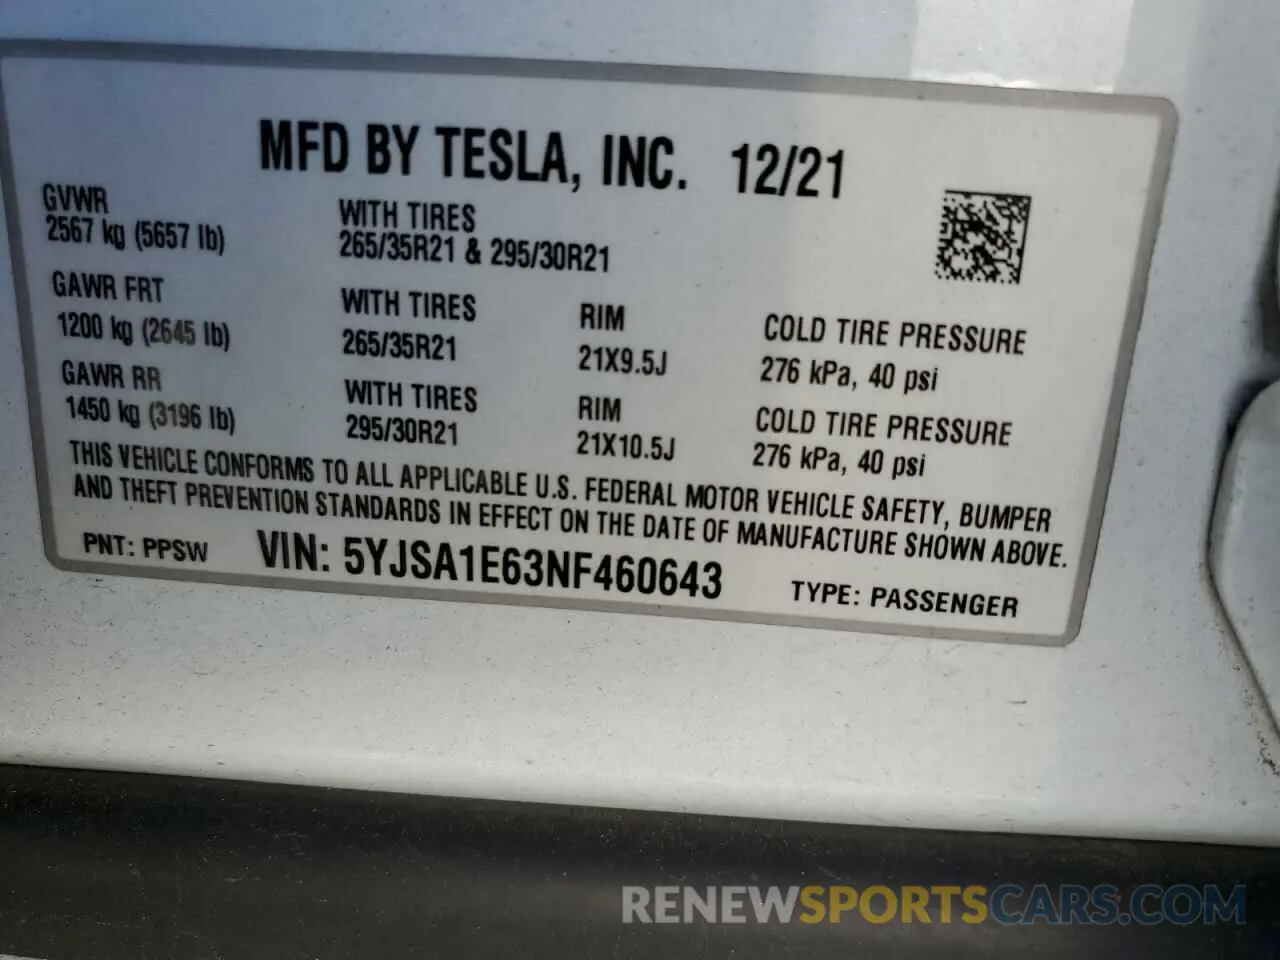 MFD BY TESLA, INC. 12/21
GVWR
2567 kg (5657 lb)
WITH TIRES
265/35R21 & 295/30R21
GAWR FRT
1200 kg (2645 lb)
WITH TIRES
265/35R21
RIM
21X9.5J
COLD TIRE PRESSURE
276 kPa, 40 psi
GAWR RR
1450 kg (3196 lb)
WITH TIRES
295/30R21
RIM
21X10.5J
COLD TIRE PRESSURE
276 kPa, 40 psi
THIS VEHICLE CONFORMS TO ALL APPLICABLE U.S. FEDERAL MOTOR VEHICLE SAFETY, BUMPER
AND THEFT PREVENTION STANDARDS IN EFFECT ON THE DATE OF MANUFACTURE SHOWN ABOVE.
PNT: PPSW VIN: 5YJSA1E63NF460643 TYPE: PASSENGER
RENEWSPORTSCARS.COM